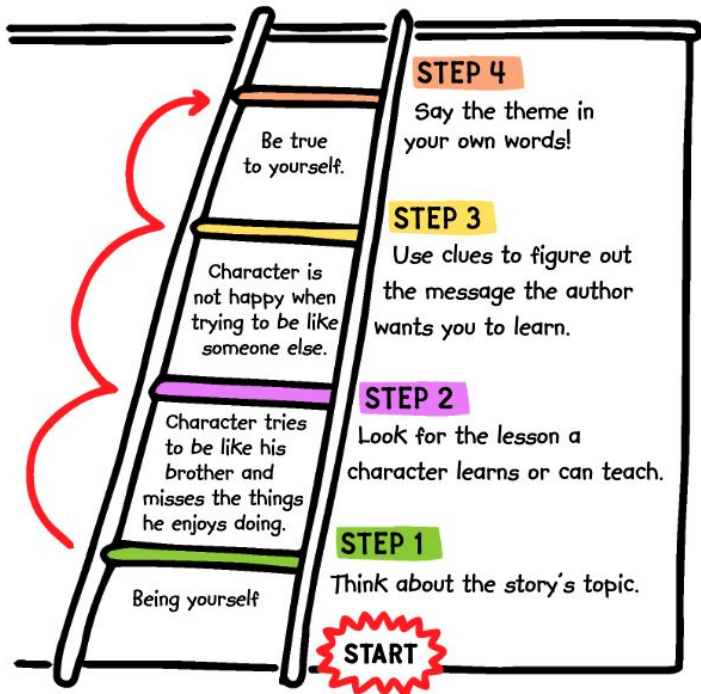 STEP 4
Say the theme in
your own words!
Be true
to yourself.
STEP 3
Use clues to figure out
the message the author
wants you to learn.
Character is
not happy when
trying to be like
someone else.
STEP 2
Look for the lesson a
character learns or can teach.
Character tries
to be like his
brother and
misses the things
he enjoys doing.
STEP 1
Think about the story's topic.
Being yourself
START